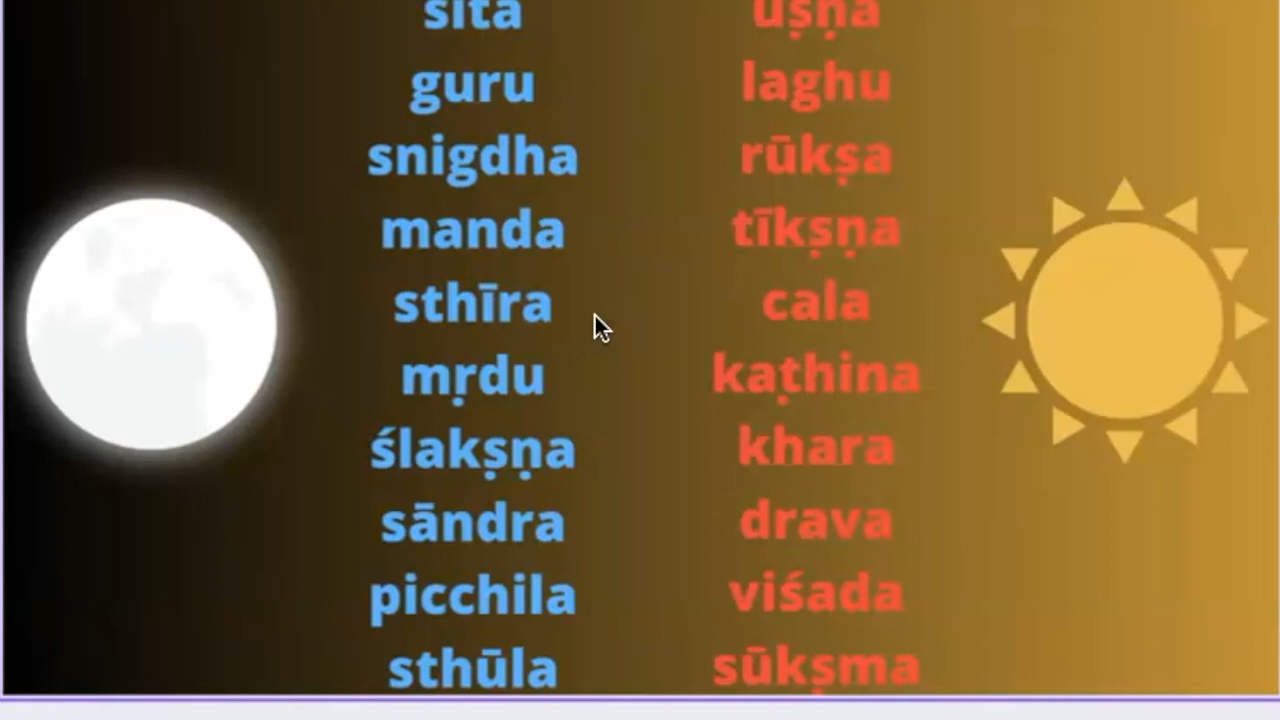 sita uṣṇa
guru laghu
snigdha rūkṣa
manda tīkṣṇa
sthīra cala
mṛdu kaṭhina
ślakṣṇa khara
sāndra drava
picchila viśada
sthūla sūkṣma